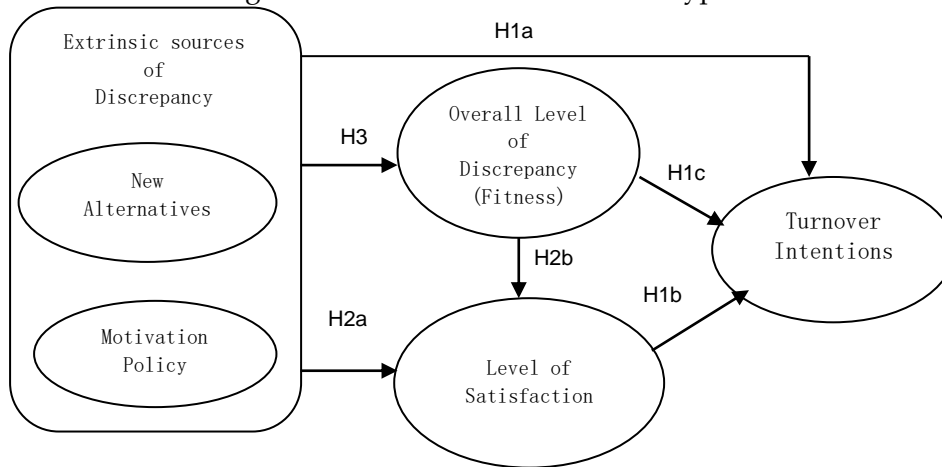 H1a
Extrinsic sources
of
Discrepancy
New
Alternatives
Motivation
Policy
H3
Overall Level
of
Discrepancy
(Fitness)
H1c
H2b
H2a
Level of
Satisfaction
H1b
Turnover
Intentions